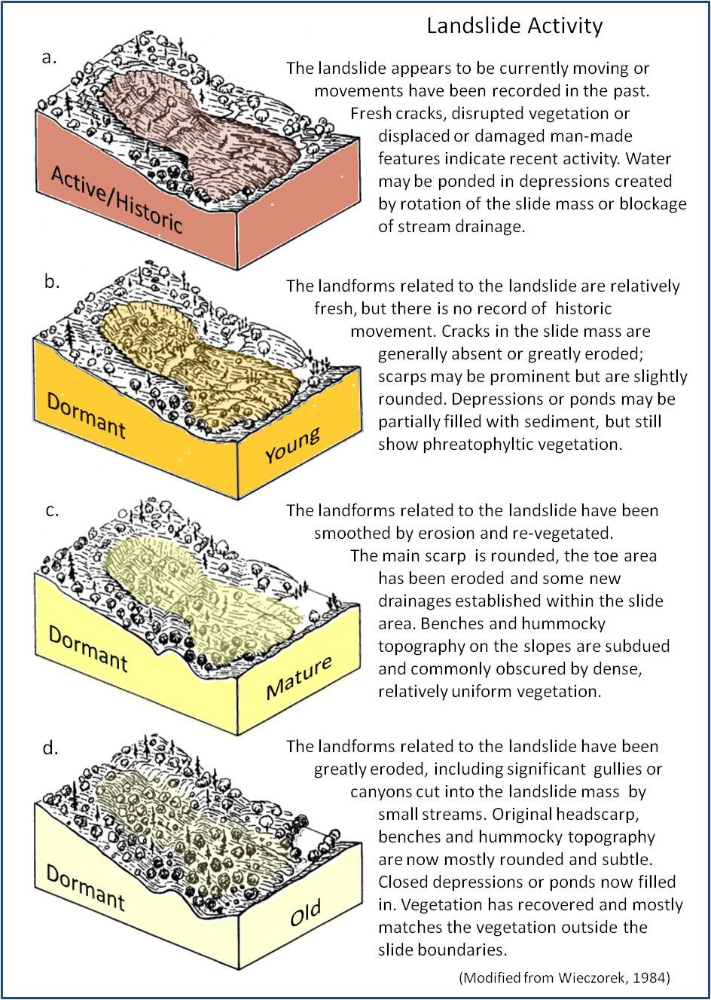 Landslide Activity
a.
The landslide appears to be currently moving or
movements have been recorded in the past.
Fresh cracks, disrupted vegetation or
displaced or damaged man-made
features indicate recent activity. Water
may be ponded in depressions created
by rotation of the slide mass or blockage
of stream drainage.
Active/Historic
b.
The landforms related to the landslide are relatively
fresh, but there is no record of historic
movement. Cracks in the slide mass are
generally absent or greatly eroded;
scarps may be prominent but are slightly
rounded. Depressions or ponds may be
partially filled with sediment, but still
show phreatophyltic vegetation.
Dormant
Young
c.
The landforms related to the landslide have been
smoothed by erosion and re-vegetated.
The main scarp is rounded, the toe area
has been eroded and some new
drainages established within the slide
area. Benches and hummocky
topography on the slopes are subdued
and commonly obscured by dense,
relatively uniform vegetation.
Dormant
Mature
d.
The landforms related to the landslide have been
greatly eroded, including significant gullies or
canyons cut into the landslide mass by
small streams. Original headscarp,
benches and hummocky topography
are now mostly rounded and subtle.
Closed depressions or ponds now filled
in. Vegetation has recovered and mostly
matches the vegetation outside the
slide boundaries.
Dormant
Old
(Modified from Wieczorek, 1984)